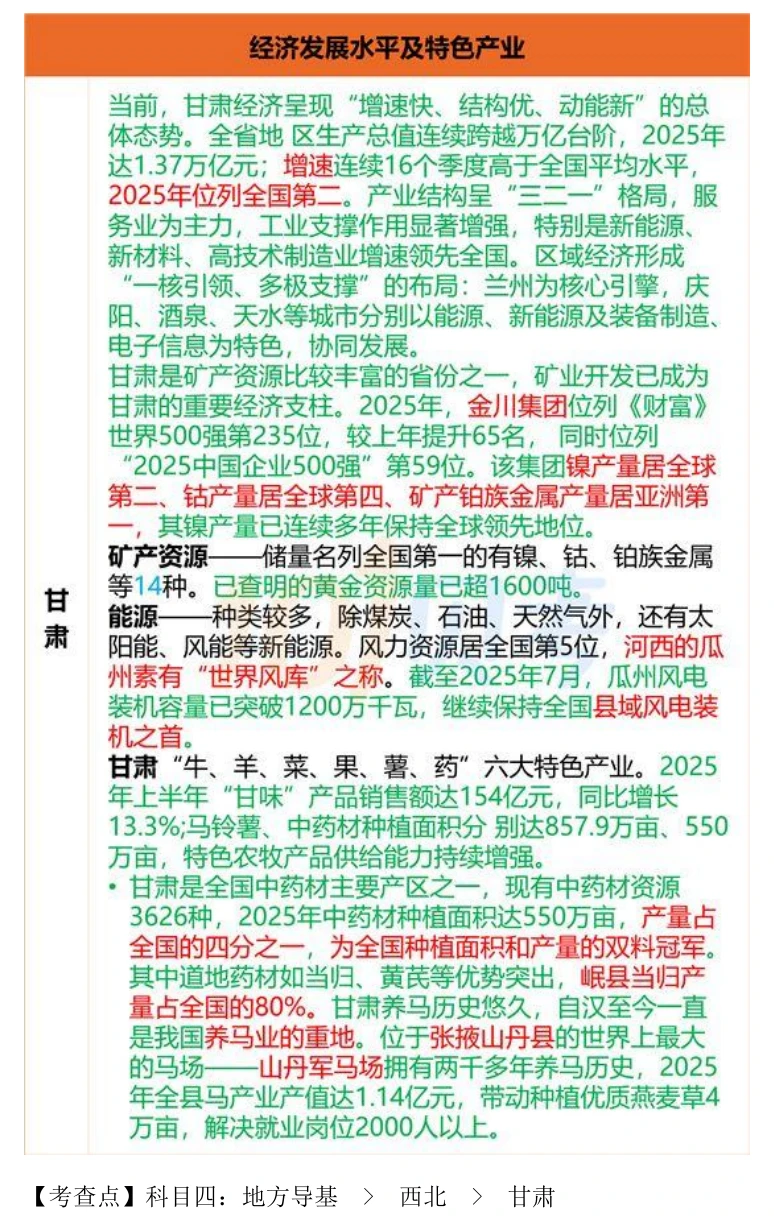 经济发展水平及特色产业
甘
肃
当前，甘肃经济呈现“增速快、结构优、动能新”的总
体态势。全省地 区生产总值连续跨越万亿台阶，2025年
达1.37万亿元；增速连续16个季度高于全国平均水平，
2025年位列全国第二。产业结构呈“三二一”格局，服
务业为主力，工业支撑作用显著增强，特别是新能源、
新材料、高技术制造业增速领先全国。区域经济形成
“一核引领、多极支撑”的布局：兰州为核心引擎，庆
阳、酒泉、天水等城市分别以能源、新能源及装备制造、
电子信息为特色，协同发展。
甘肃是矿产资源比较丰富的省份之一，矿业开发已成为
甘肃的重要经济支柱。2025年，金川集团位列《财富》
世界500强第235位，较上年提升65名， 同时位列
“2025中国企业500强”第59位。该集团镍产量居全球
第二、钴产量居全球第四、矿产铂族金属产量居亚洲第
一，其镍产量已连续多年保持全球领先地位。
矿产资源——储量名列全国第一的有镍、钴、铂族金属
等14种。已查明的黄金资源量已超1600吨。
能源——种类较多，除煤炭、石油、天然气外，还有太
阳能、风能等新能源。风力资源居全国第5位，河西的瓜
州素有“世界风库”之称。截至2025年7月，瓜州风电
装机容量已突破1200万千瓦，继续保持全国县域风电装
机之首。
甘肃“牛、羊、菜、果、薯、药”六大特色产业。2025
年上半年“甘味”产品销售额达154亿元，同比增长
13.3%;马铃薯、中药材种植面积分 别达857.9万亩、550
万亩，特色农牧产品供给能力持续增强。
• 甘肃是全国中药材主要产区之一，现有中药材资源
3626种，2025年中药材种植面积达550万亩，产量占
全国的四分之一，为全国种植面积和产量的双料冠军。
其中道地药材如当归、黄芪等优势突出，岷县当归产
量占全国的80%。甘肃养马历史悠久，自汉至今一直
是我国养马业的重地。位于张掖山丹县的世界上最大
的马场——山丹军马场拥有两千多年养马历史，2025
年全县马产业产值达1.14亿元，带动种植优质燕麦草4
万亩，解决就业岗位2000人以上。
【考查点】科目四：地方导基 > 西北 > 甘肃